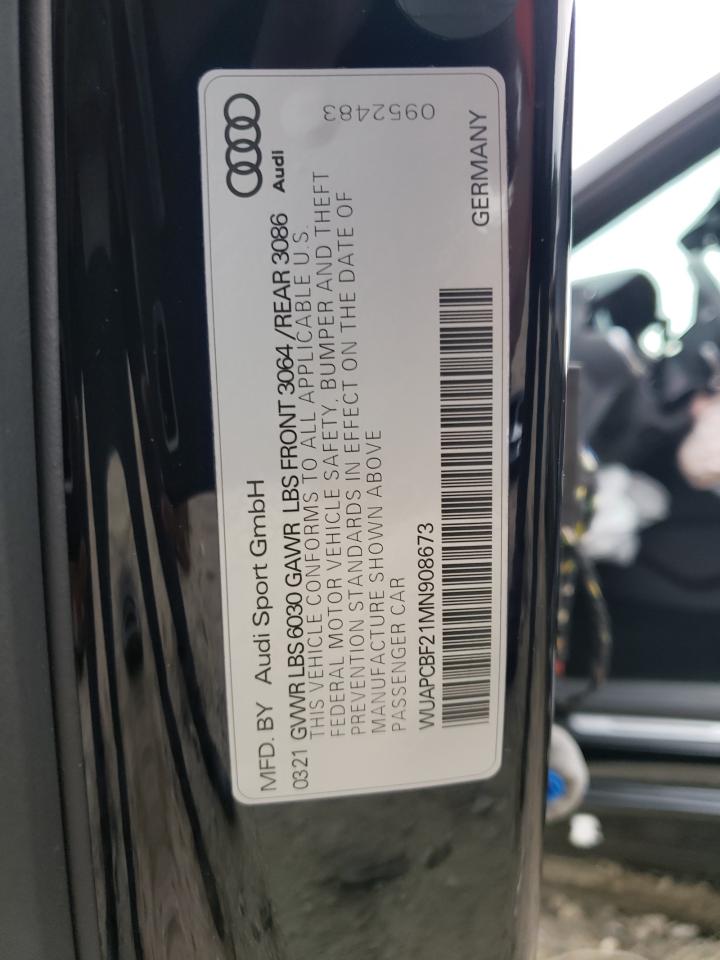 MFD. BY Audi Sport GmbH
Audi
0321 GVWR LBS 6030 GAWR LBS FRONT 3064 /REAR 3086
THIS VEHICLE CONFORMS TO ALL APPLICABLE U.S.
FEDERAL MOTOR VEHICLE SAFETY, BUMPER AND THEFT
PREVENTION STANDARDS IN EFFECT ON THE DATE OF
MANUFACTURE SHOWN ABOVE
PASSENGER CAR
0952483
WUAPCBF21MN908673
GERMANY